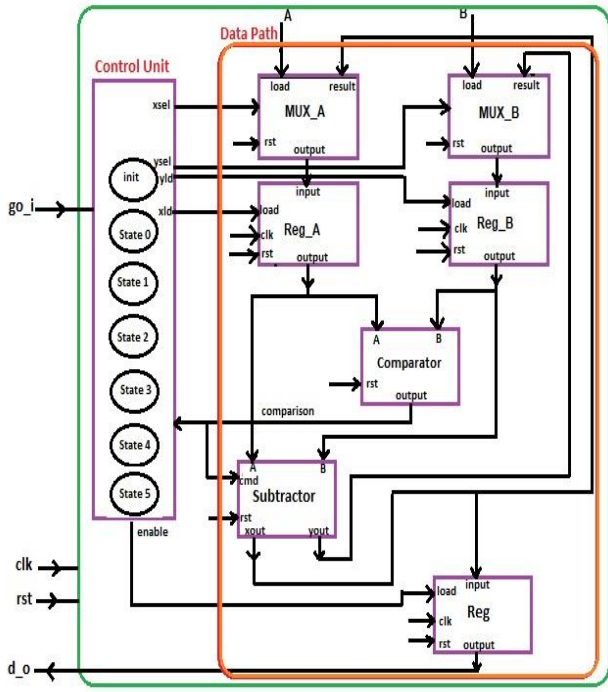 A
B
Data Path
Control Unit
xsel
load
result
MUX_A
rst
output
load
result
MUX_B
rst
output
ysel
yld
init
go_i
xld
input
load
Reg_A
clk
rst
output
input
load
Reg_B
clk
rst
output
State 0
State 1
State 2
State 3
State 4
State 5
A
B
Comparator
rst
output
comparison
A
B
cmd
Subtractor
rst
xout
yout
enable
clk
rst
input
load
Reg
clk
rst
output
d_o